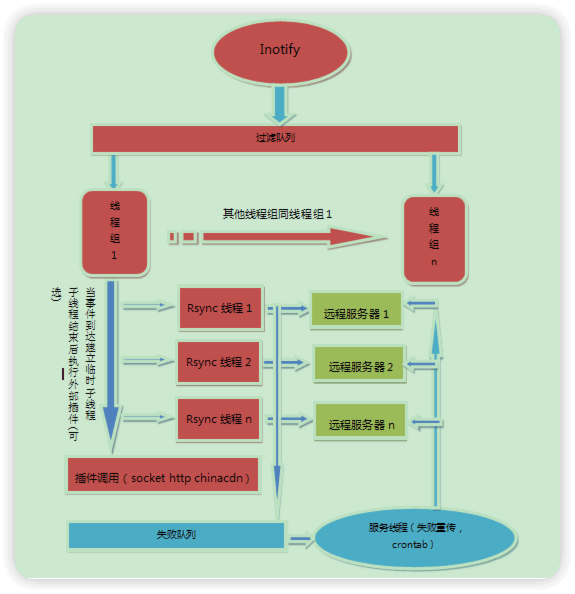 Inotify
过滤队列
线
程
组
1
其他线程组同线程组 1
线
程
组
n
当事件到达建立临时子线程
子线程结束后执行外部插件(可
选)
Rsync 线程 1
远程服务器 1
Rsync 线程 2
远程服务器 2
Rsync 线程 n
远程服务器 n
插件调用（socket http chinacdn）
失败队列
服务线程（失败重传，
crontab）